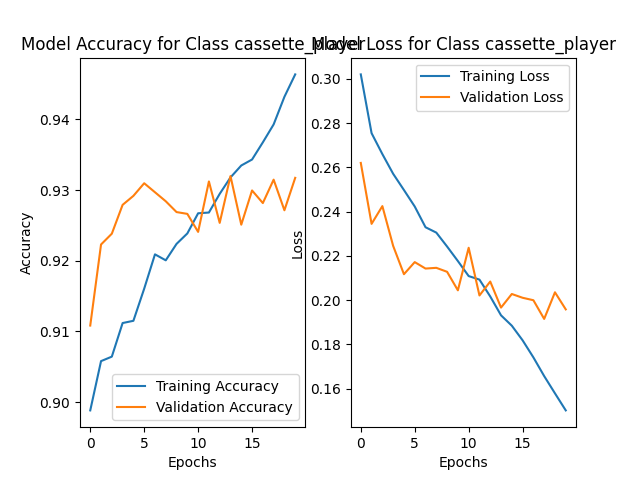 Model Accuracy for Class cassette_player
0.94
0.93
0.92
0.91
0.90
Accuracy
Training Accuracy
Validation Accuracy
0 5 10 15
Epochs
Model Loss for Class cassette_player
0.30
0.28
0.26
0.24
0.22
0.20
0.18
0.16
Loss
Training Loss
Validation Loss
0 5 10 15
Epochs